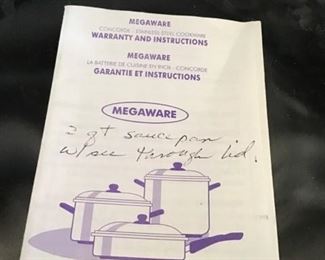 MEGAWARE
CONCORDE - STAINLESS STEEL COOKWARE
WARRANTY AND INSTRUCTIONS
MEGAWARE
LA BATTERIE DE CUISINE EN INOX - CONCORDE
GARANTIE ET INSTRUCTIONS
MEGAWARE
2 qt saucepan
w/see through lid.